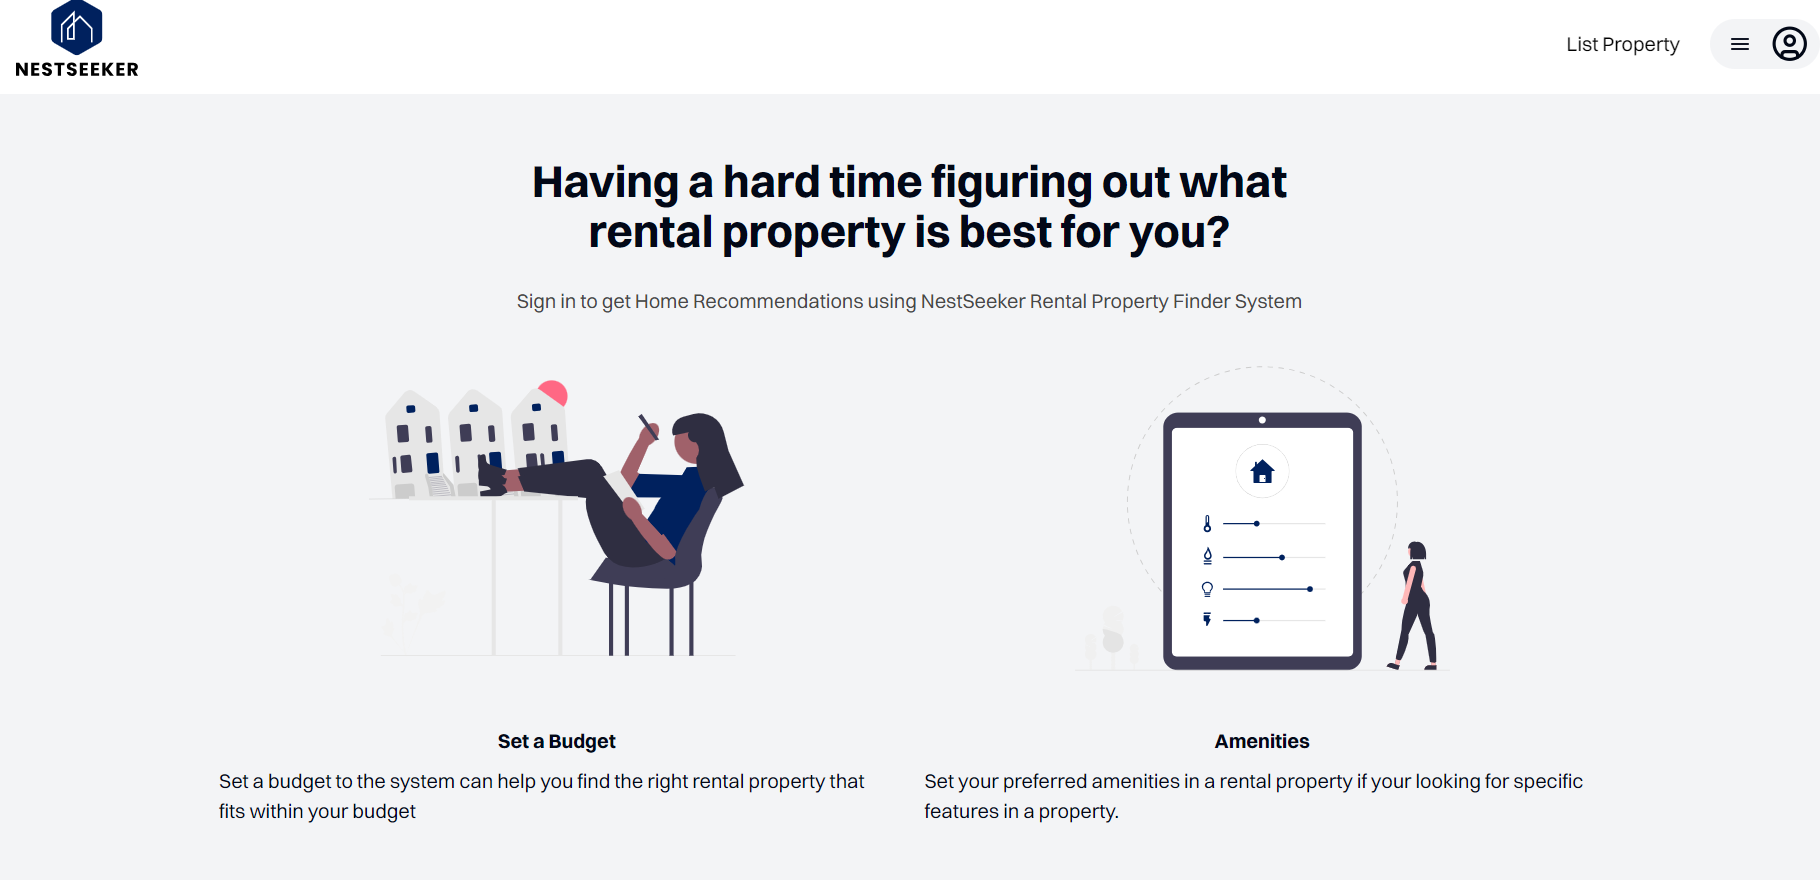 NESTSEEKER
List Property
Having a hard time figuring out what
rental property is best for you?
Sign in to get Home Recommendations using NestSeeker Rental Property Finder System
Set a Budget
Set a budget to the system can help you find the right rental property that
fits within your budget
Amenities
Set your preferred amenities in a rental property if your looking for specific
features in a property.